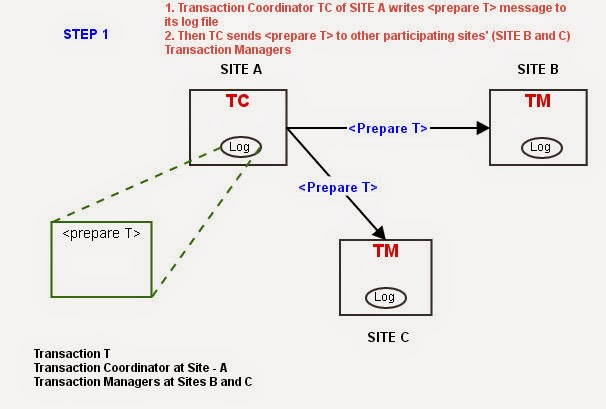 1. Transaction Coordinator TC of SITE A writes <prepare T> message to
its log file
STEP 1
2. Then TC sends <prepare T> to other participating sites' (SITE B and C)
Transaction Managers
SITE A
SITE B
TC
TM
<Prepare T>
Log
Log
<Prepare T>
<prepare T>
TM
Log
SITE C
Transaction T
Transaction Coordinator at Site - A
Transaction Managers at Sites B and C